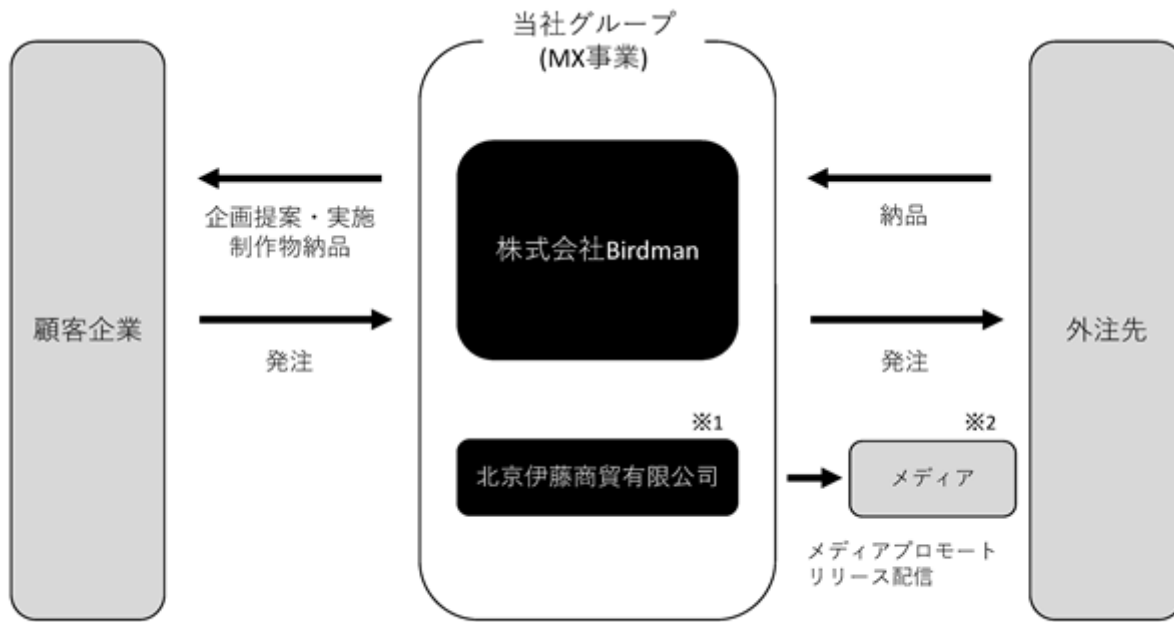 当社グループ
(MX事業)
顧客企業
企画提案・実施
制作物納品
発注
株式会社Birdman
※1
北京伊藤商貿有限公司
納品
発注
※2
メディア
メディアプロモート
リリース配信
外注先